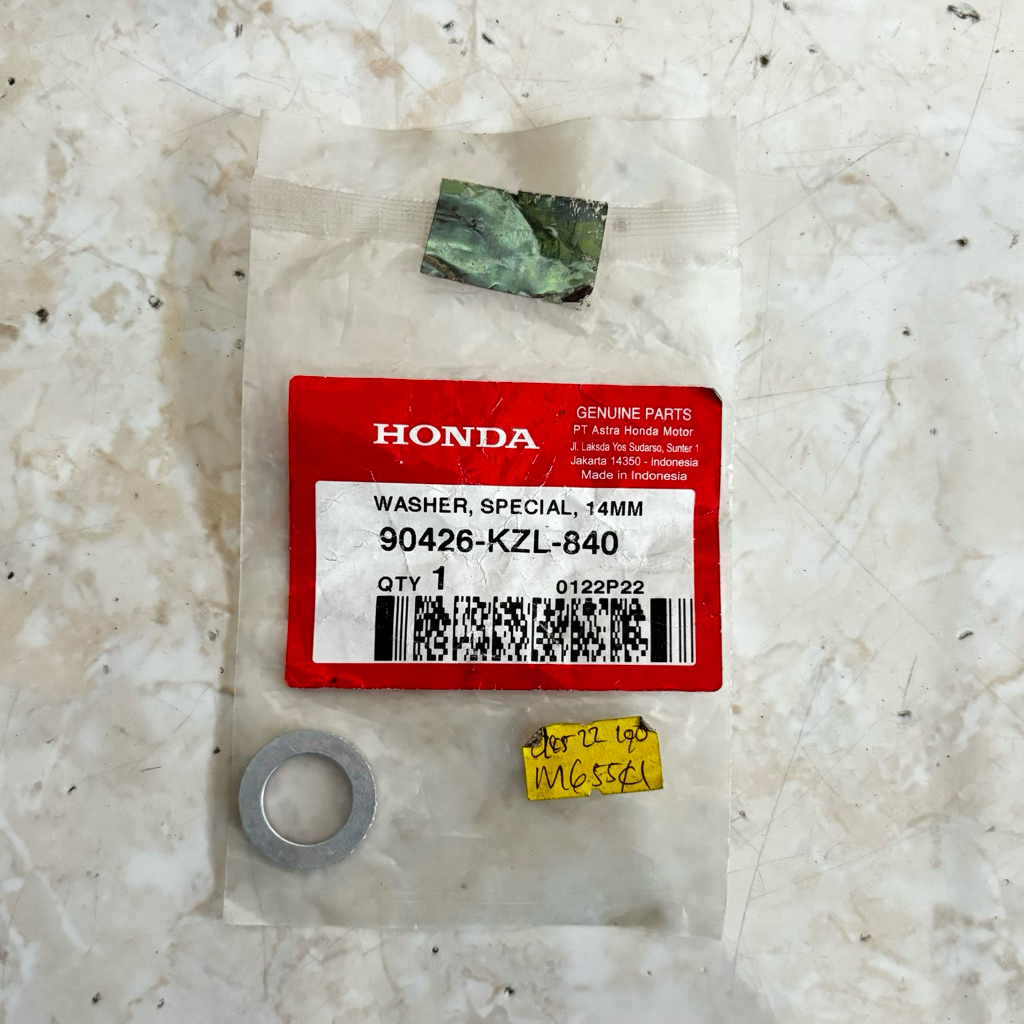 HONDA
GENUINE PARTS
PT Astra Honda Motor
Jl. Laksda Yos Sudarso, Sunter 1
Jakarta 14350 - Indonesia
Made in Indonesia
WASHER, SPECIAL, 14MM
90426-KZL-840
QTY 1 0122P22
22